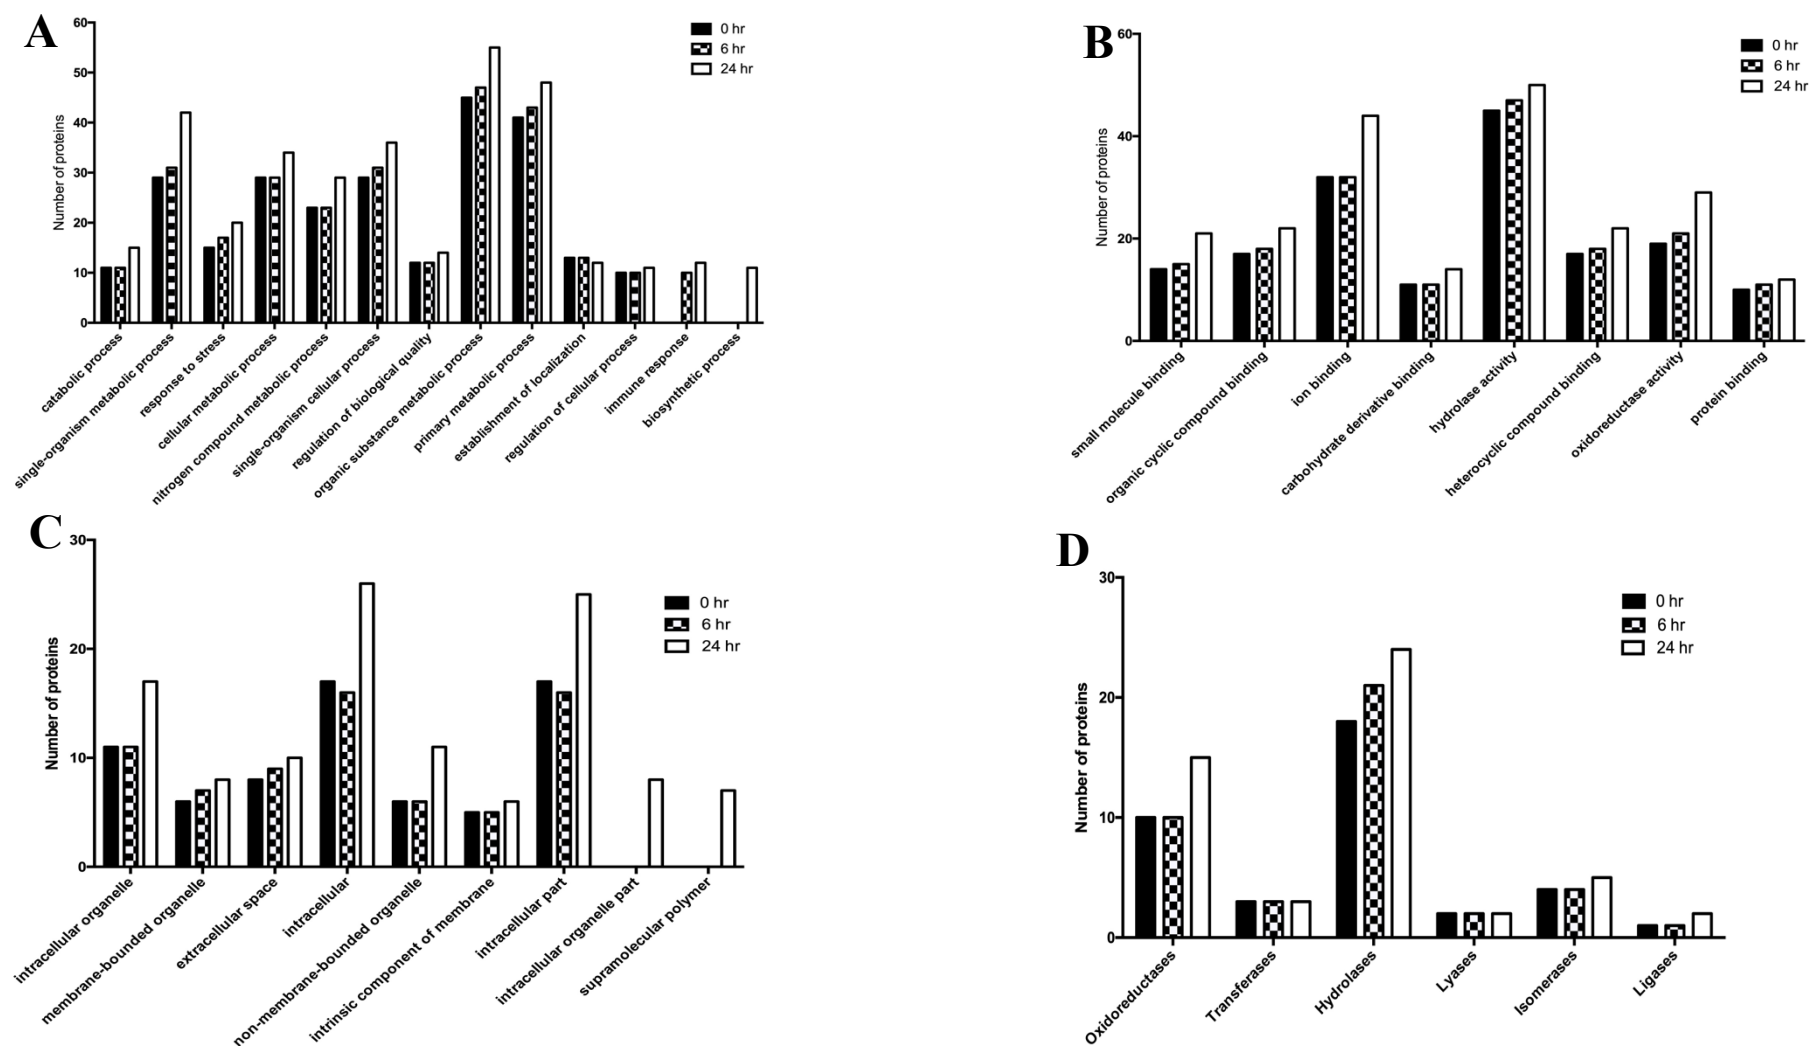 A
60
50
40
30
20
10
0
Number of proteins
0 hr
6 hr
24 hr
catabolic process
single-organism metabolic process
response to stress
cellular metabolic process
nitrogen compound metabolic process
single-organism cellular process
regulation of biological quality
organic substance metabolic process
primary metabolic process
establishment of localization
regulation of cellular process
immune response
biosynthetic process
B
60
40
20
0
Number of proteins
0 hr
6 hr
24 hr
small molecule binding
organic cyclic compound binding
ion binding
carbohydrate derivative binding
hydrolase activity
heterocyclic compound binding
oxidoreductase activity
protein binding
C
30
20
10
0
Number of proteins
0 hr
6 hr
24 hr
intracellular organelle
membrane-bounded organelle
extracellular space
intracellular
non-membrane-bounded organelle
intrinsic component of membrane
intracellular part
intracellular organelle part
supramolecular polymer
D
30
20
10
0
Number of proteins
0 hr
6 hr
24 hr
Oxidoreductases
Transferases
Hydrolases
Lyases
Isomerases
Ligases